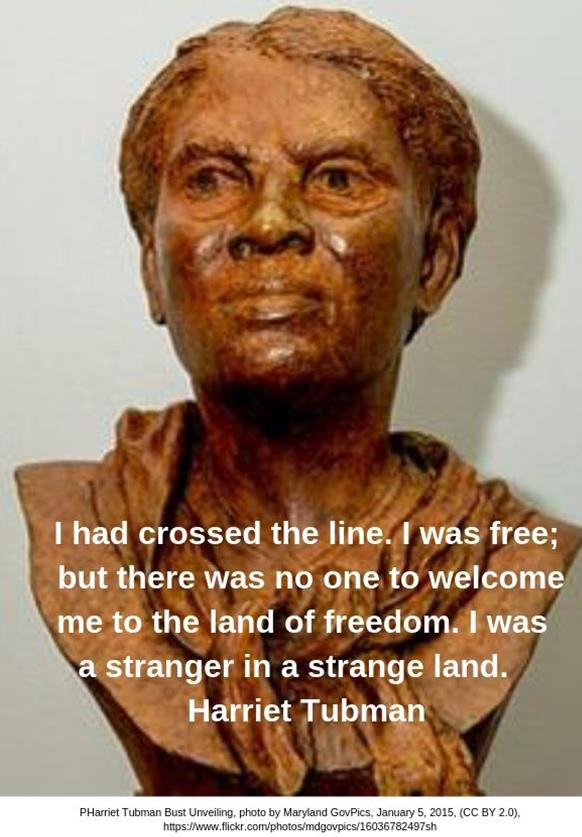 I had crossed the line. I was free;
but there was no one to welcome
me to the land of freedom. I was
a stranger in a strange land.
Harriet Tubman
PHarriet Tubman Bust Unveiling, photo by Maryland GovPics, January 5, 2015, (CC BY 2.0),
https://www.flickr.com/photos/mdgovpics/16036782497sh